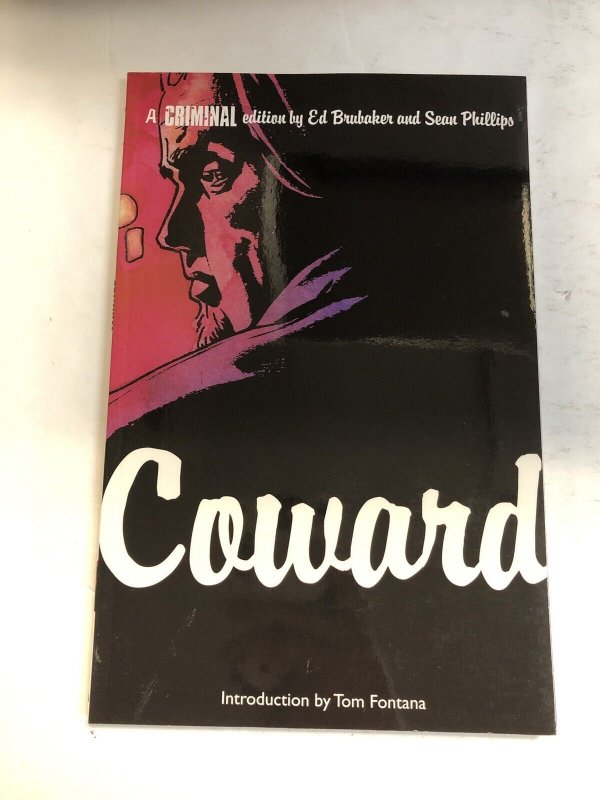 A CRIMINAL edition by Ed Brubaker and Sean Phillips
Coward
Introduction by Tom Fontana